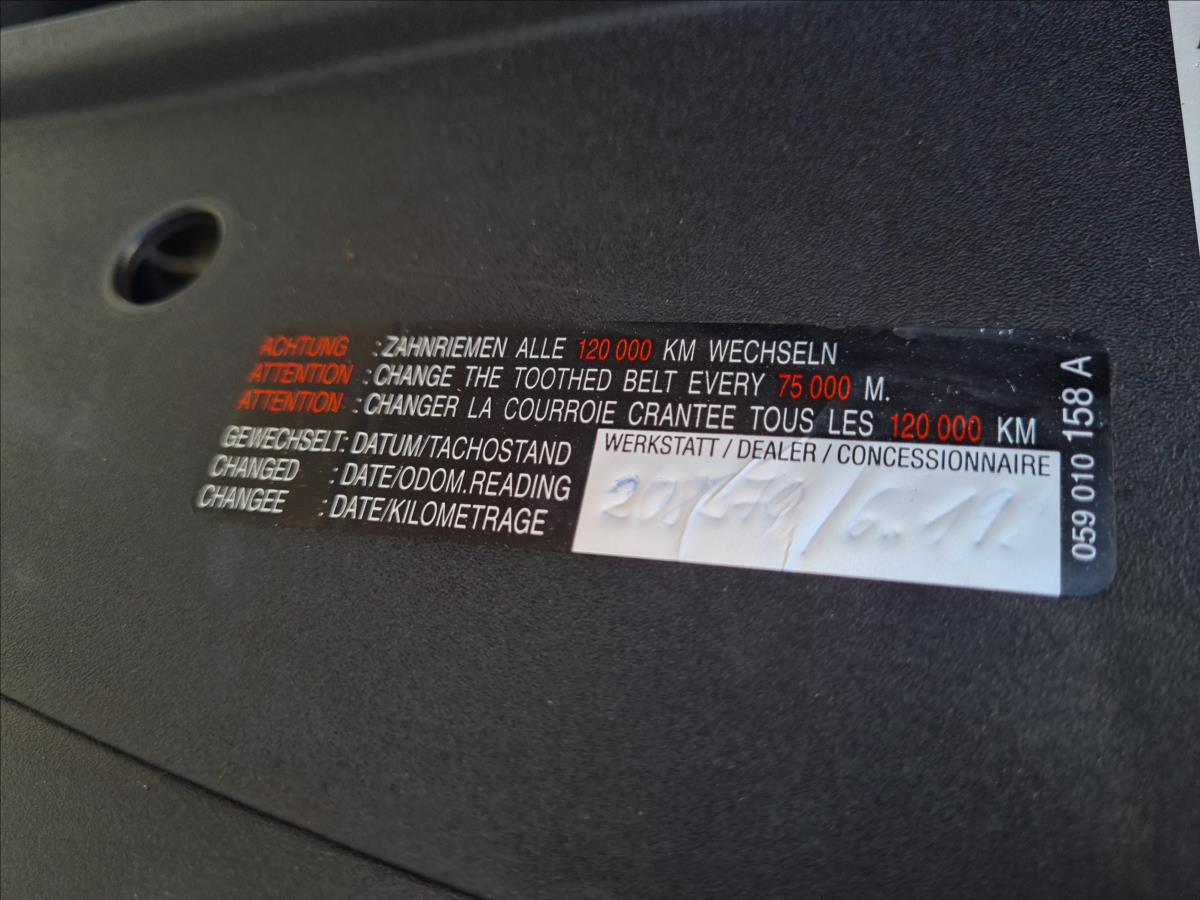 ACHTUNG : ZAHNRIEMEN ALLE 120 000 KM WECHSELN
ATTENTION : CHANGE THE TOOTHED BELT EVERY 75 000 M.
ATTENTION : CHANGER LA COURROIE CRANTEE TOUS LES 120 000 KM
GEWECHSELT: DATUM/TACHOSTAND
CHANGED : DATE/ODOM.READING
CHANGEE : DATE/KILOMETRAGE
WERKSTATT / DEALER / CONCESSIONNAIRE
059 010 158 A